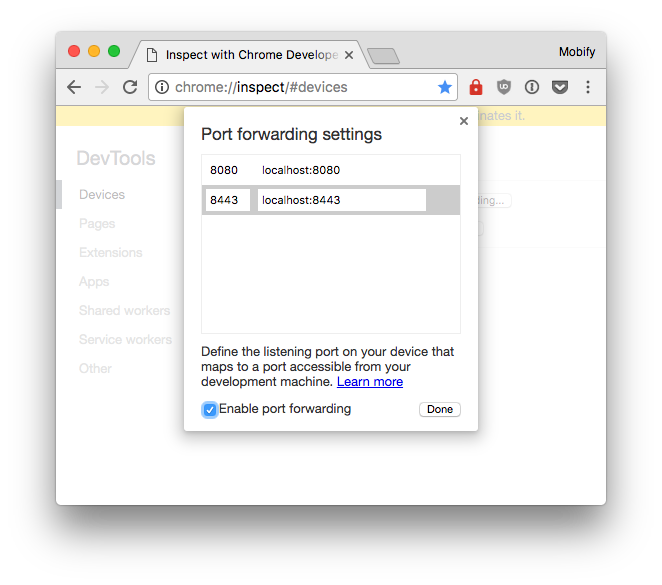 Inspect with Chrome Develope
Mobify
chrome://inspect/#devices
nates it.
Port forwarding settings
DevTools
8080 localhost:8080
Devices
8443 localhost:8443
ding...
Pages
Extensions
Apps
Shared workers
Service workers
Other
Define the listening port on your device that
maps to a port accessible from your
development machine. Learn more
Enable port forwarding
Done